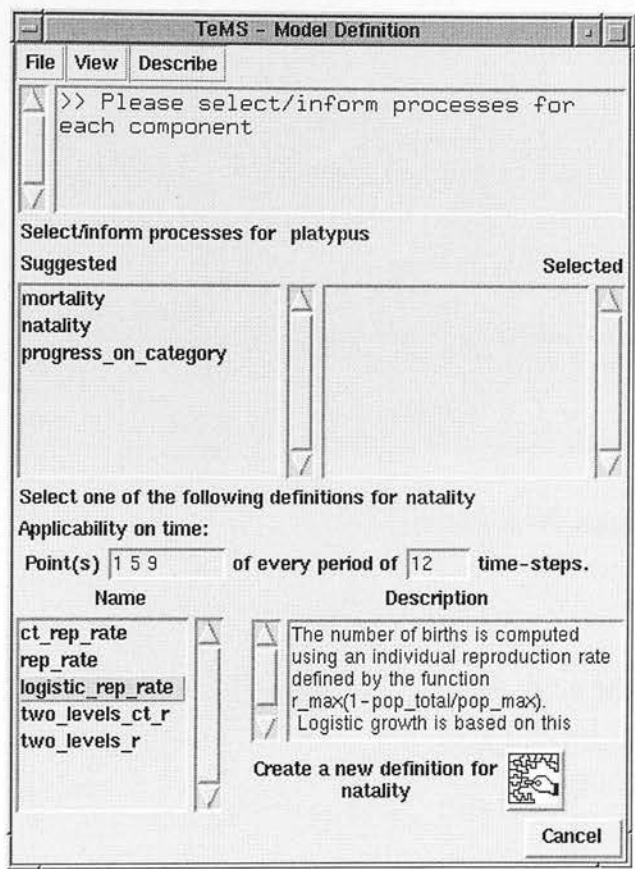 TeMS - Model Definition
File View Describe
>> Please select/inform processes for
each component
Select/inform processes for platypus
Suggested Selected
mortality
natality
progress_on_category
Select one of the following definitions for natality
Applicability on time:
Point(s) 1 5 9 of every period of 12 time-steps.
Name Description
ct_rep_rate
rep_rate
logistic_rep_rate
two_levels_ct_r
two_levels_r
The number of births is computed
using an individual reproduction rate
defined by the function
r_max(1-pop_total/pop_max).
Logistic growth is based on this
Create a new definition for
natality
Cancel